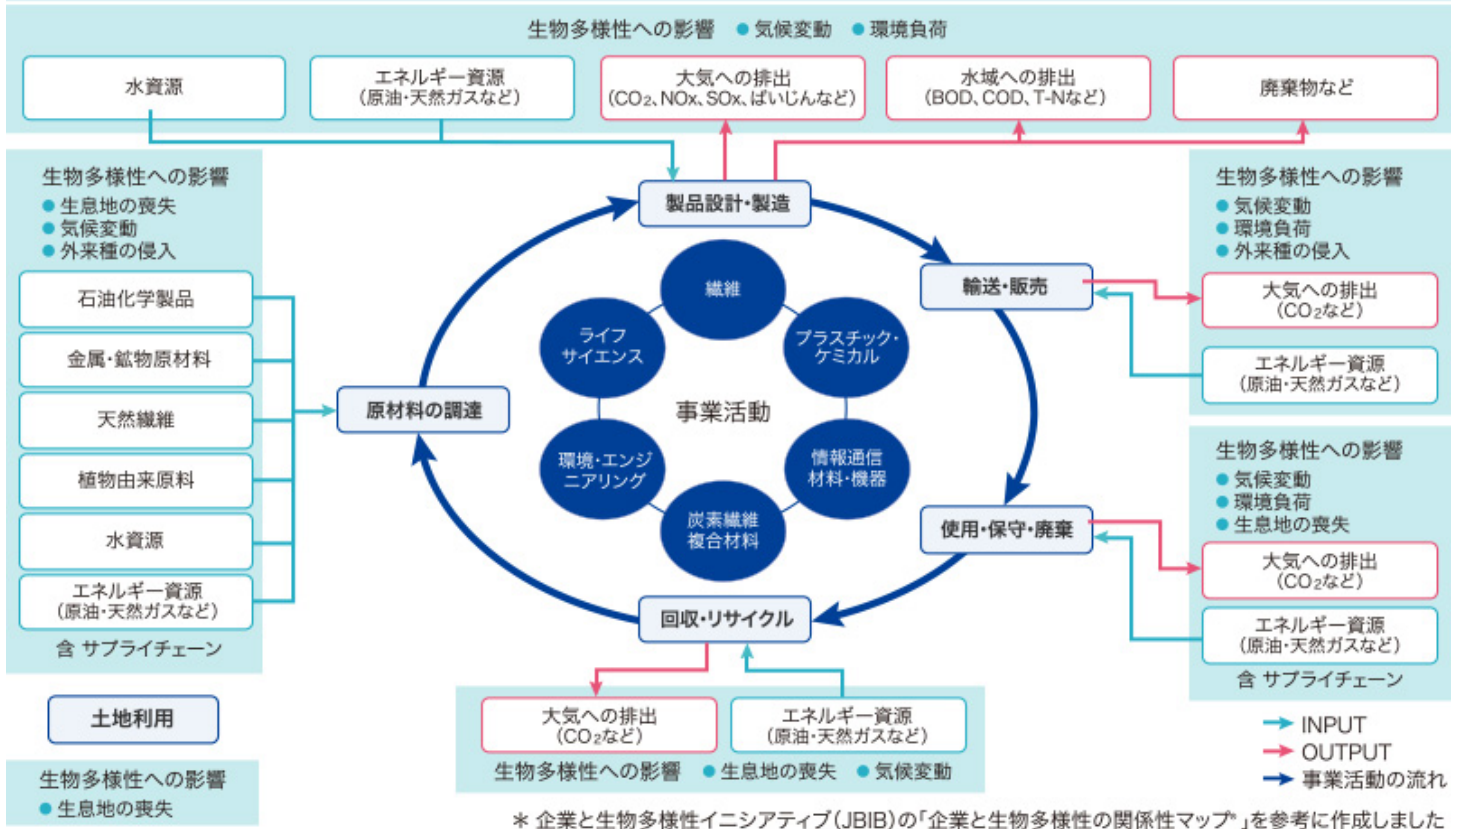 生物多様性への影響 ● 気候変動 ● 環境負荷
水資源
エネルギー資源
(原油・天然ガスなど)
大気への排出
(CO₂、NOx、SOx、ばいじんなど)
水域への排出
(BOD、COD、T-Nなど)
廃棄物など
生物多様性への影響
● 生息地の喪失
● 気候変動
● 外来種の侵入
石油化学製品
金属・鉱物原材料
天然繊維
植物由来原料
水資源
エネルギー資源
(原油・天然ガスなど)
含 サプライチェーン
土地利用
生物多様性への影響
● 生息地の喪失
製品設計・製造
輸送・販売
使用・保守・廃棄
回収・リサイクル
原材料の調達
事業活動
繊維
プラスチック・
ケミカル
情報通信
材料・機器
炭素繊維
複合材料
環境・エンジ
ニアリング
ライフ
サイエンス
生物多様性への影響
● 気候変動
● 環境負荷
● 外来種の侵入
大気への排出
(CO₂など)
エネルギー資源
(原油・天然ガスなど)
生物多様性への影響
● 気候変動
● 環境負荷
● 生息地の喪失
大気への排出
(CO₂など)
エネルギー資源
(原油・天然ガスなど)
含 サプライチェーン
大気への排出
(CO₂など)
エネルギー資源
(原油・天然ガスなど)
生物多様性への影響 ● 生息地の喪失 ● 気候変動
INPUT
OUTPUT
事業活動の流れ
＊ 企業と生物多様性イニシアティブ(JBIB)の「企業と生物多様性の関係性マップ®」を参考に作成しました